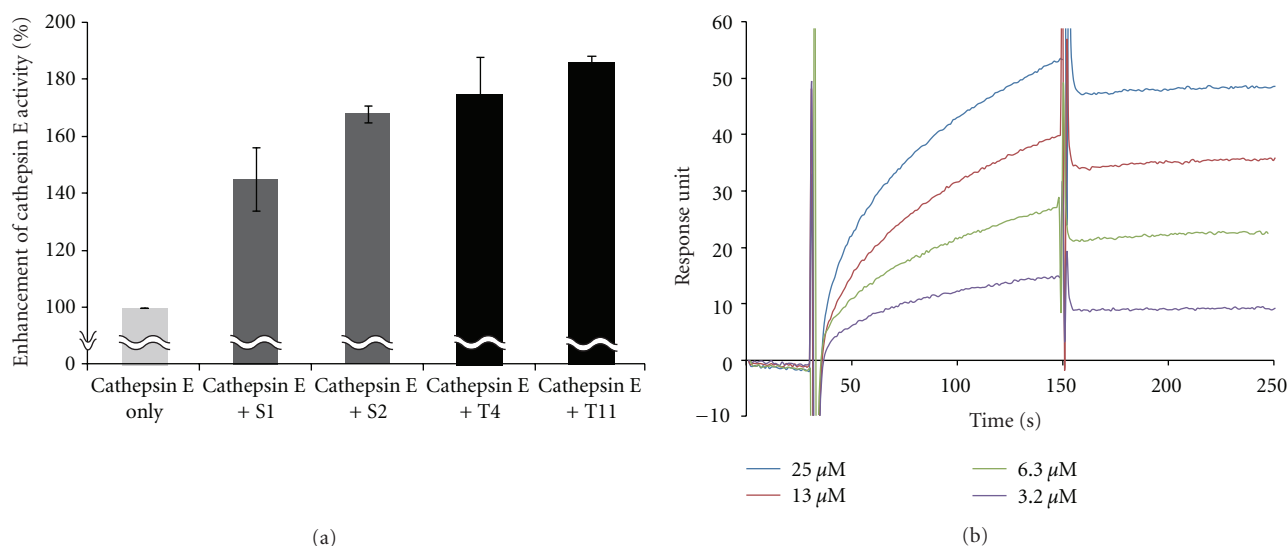 Enhancement of cathepsin E activity (%)
200
180
160
140
120
100
0
Cathepsin E only
Cathepsin E + S1
Cathepsin E + S2
Cathepsin E + T4
Cathepsin E + T11
(a)
Response unit
60
50
40
30
20
10
0
−10
50
100
150
200
250
Time (s)
25 μM
13 μM
6.3 μM
3.2 μM
(b)